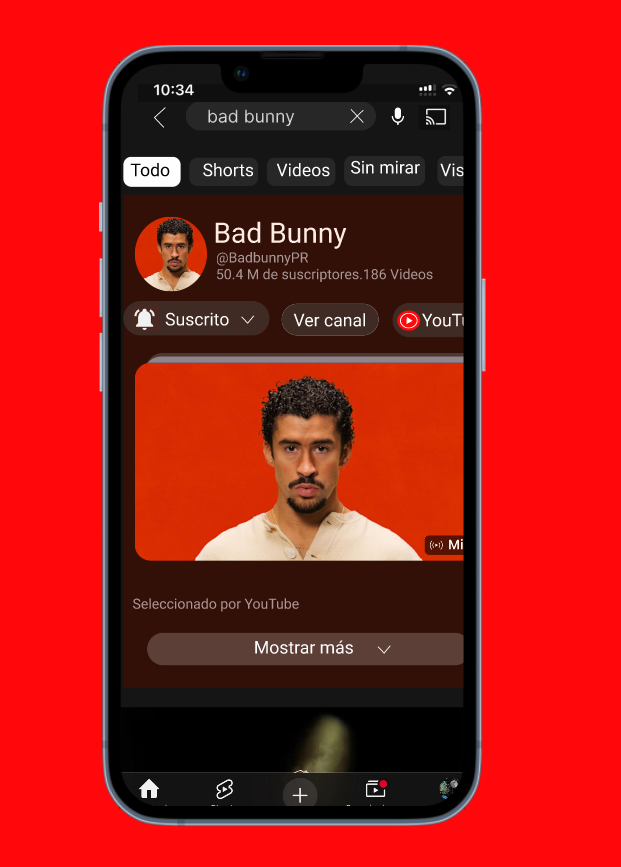 10:34
bad bunny
Todo Shorts Videos Sin mirar Vis
Bad Bunny
@BadbunnyPR
50.4 M de suscriptores.186 Videos
Suscrito Ver canal YouTu
Mi
Seleccionado por YouTube
Mostrar más